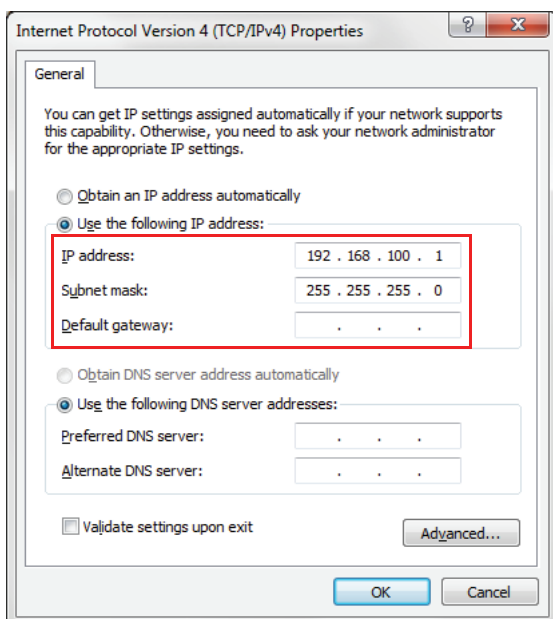 Internet Protocol Version 4 (TCP/IPv4) Properties
General
You can get IP settings assigned automatically if your network supports
this capability. Otherwise, you need to ask your network administrator
for the appropriate IP settings.
Obtain an IP address automatically
Use the following IP address:
IP address: 192 . 168 . 100 . 1
Subnet mask: 255 . 255 . 255 . 0
Default gateway: . . .
Obtain DNS server address automatically
Use the following DNS server addresses:
Preferred DNS server: . . .
Alternate DNS server: . . .
Validate settings upon exit
Advanced...
OK Cancel